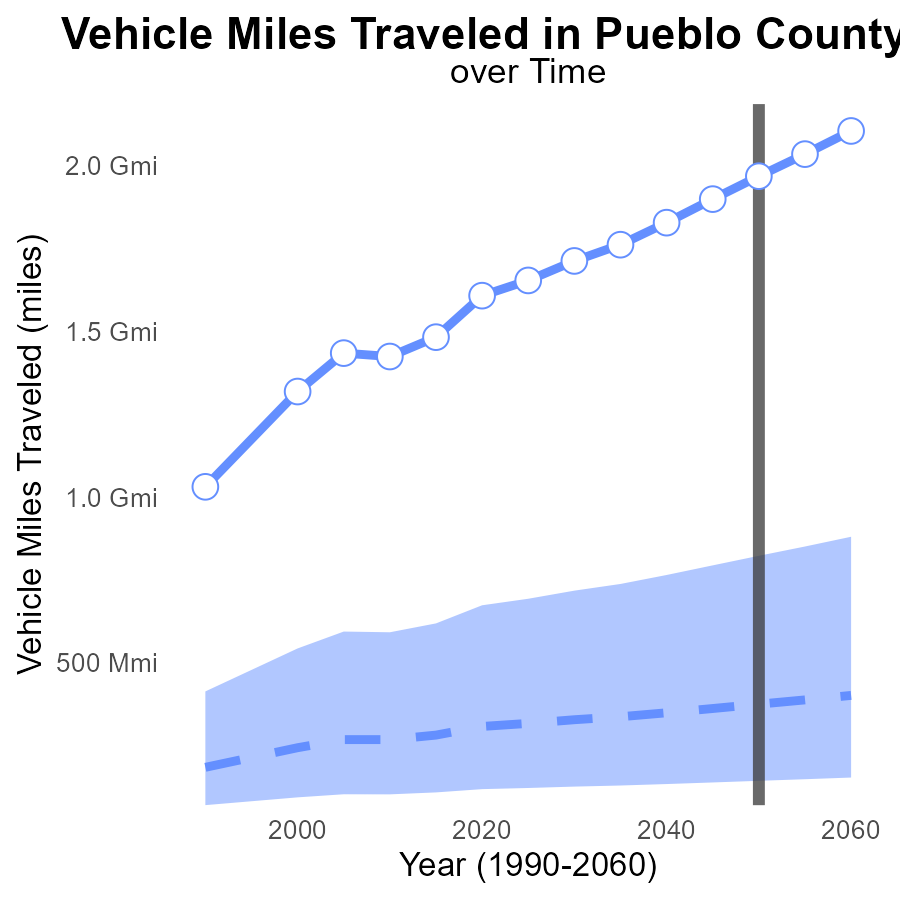 Vehicle Miles Traveled in Pueblo County
over Time
Vehicle Miles Traveled (miles)
2.0 Gmi
1.5 Gmi
1.0 Gmi
500 Mmi
2000 2020 2040 2060
Year (1990-2060)